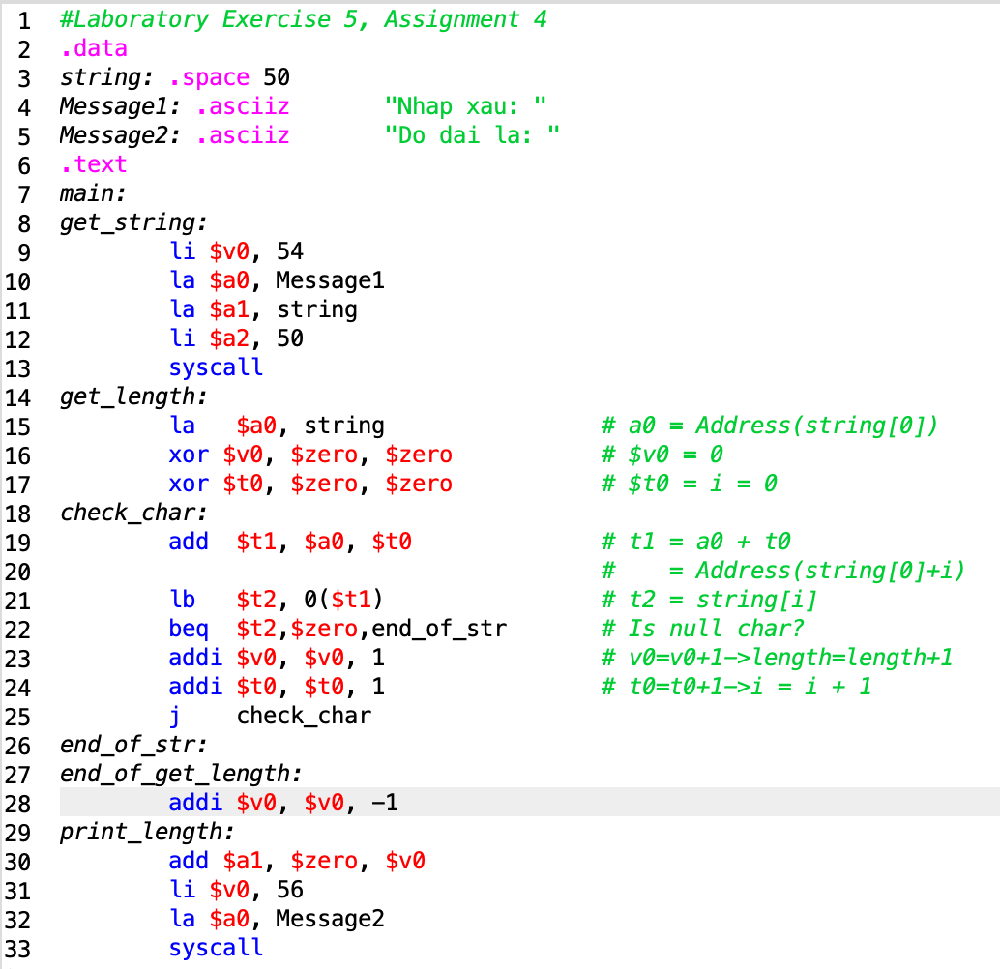 1 #Laboratory Exercise 5, Assignment 4
2 .data
3 string: .space 50
4 Message1: .asciiz "Nhap xau: "
5 Message2: .asciiz "Do dai la: "
6 .text
7 main:
8 get_string:
9 li $v0, 54
10 la $a0, Message1
11 la $a1, string
12 li $a2, 50
13 syscall
14 get_length:
15 la $a0, string # a0 = Address(string[0])
16 xor $v0, $zero, $zero # $v0 = 0
17 xor $t0, $zero, $zero # $t0 = i = 0
18 check_char:
19 add $t1, $a0, $t0 # t1 = a0 + t0
20 # = Address(string[0]+i)
21 lb $t2, 0($t1) # t2 = string[i]
22 beq $t2,$zero,end_of_str # Is null char?
23 addi $v0, $v0, 1 # v0=v0+1->length=length+1
24 addi $t0, $t0, 1 # t0=t0+1->i = i + 1
25 j check_char
26 end_of_str:
27 end_of_get_length:
28 addi $v0, $v0, -1
29 print_length:
30 add $a1, $zero, $v0
31 li $v0, 56
32 la $a0, Message2
33 syscall